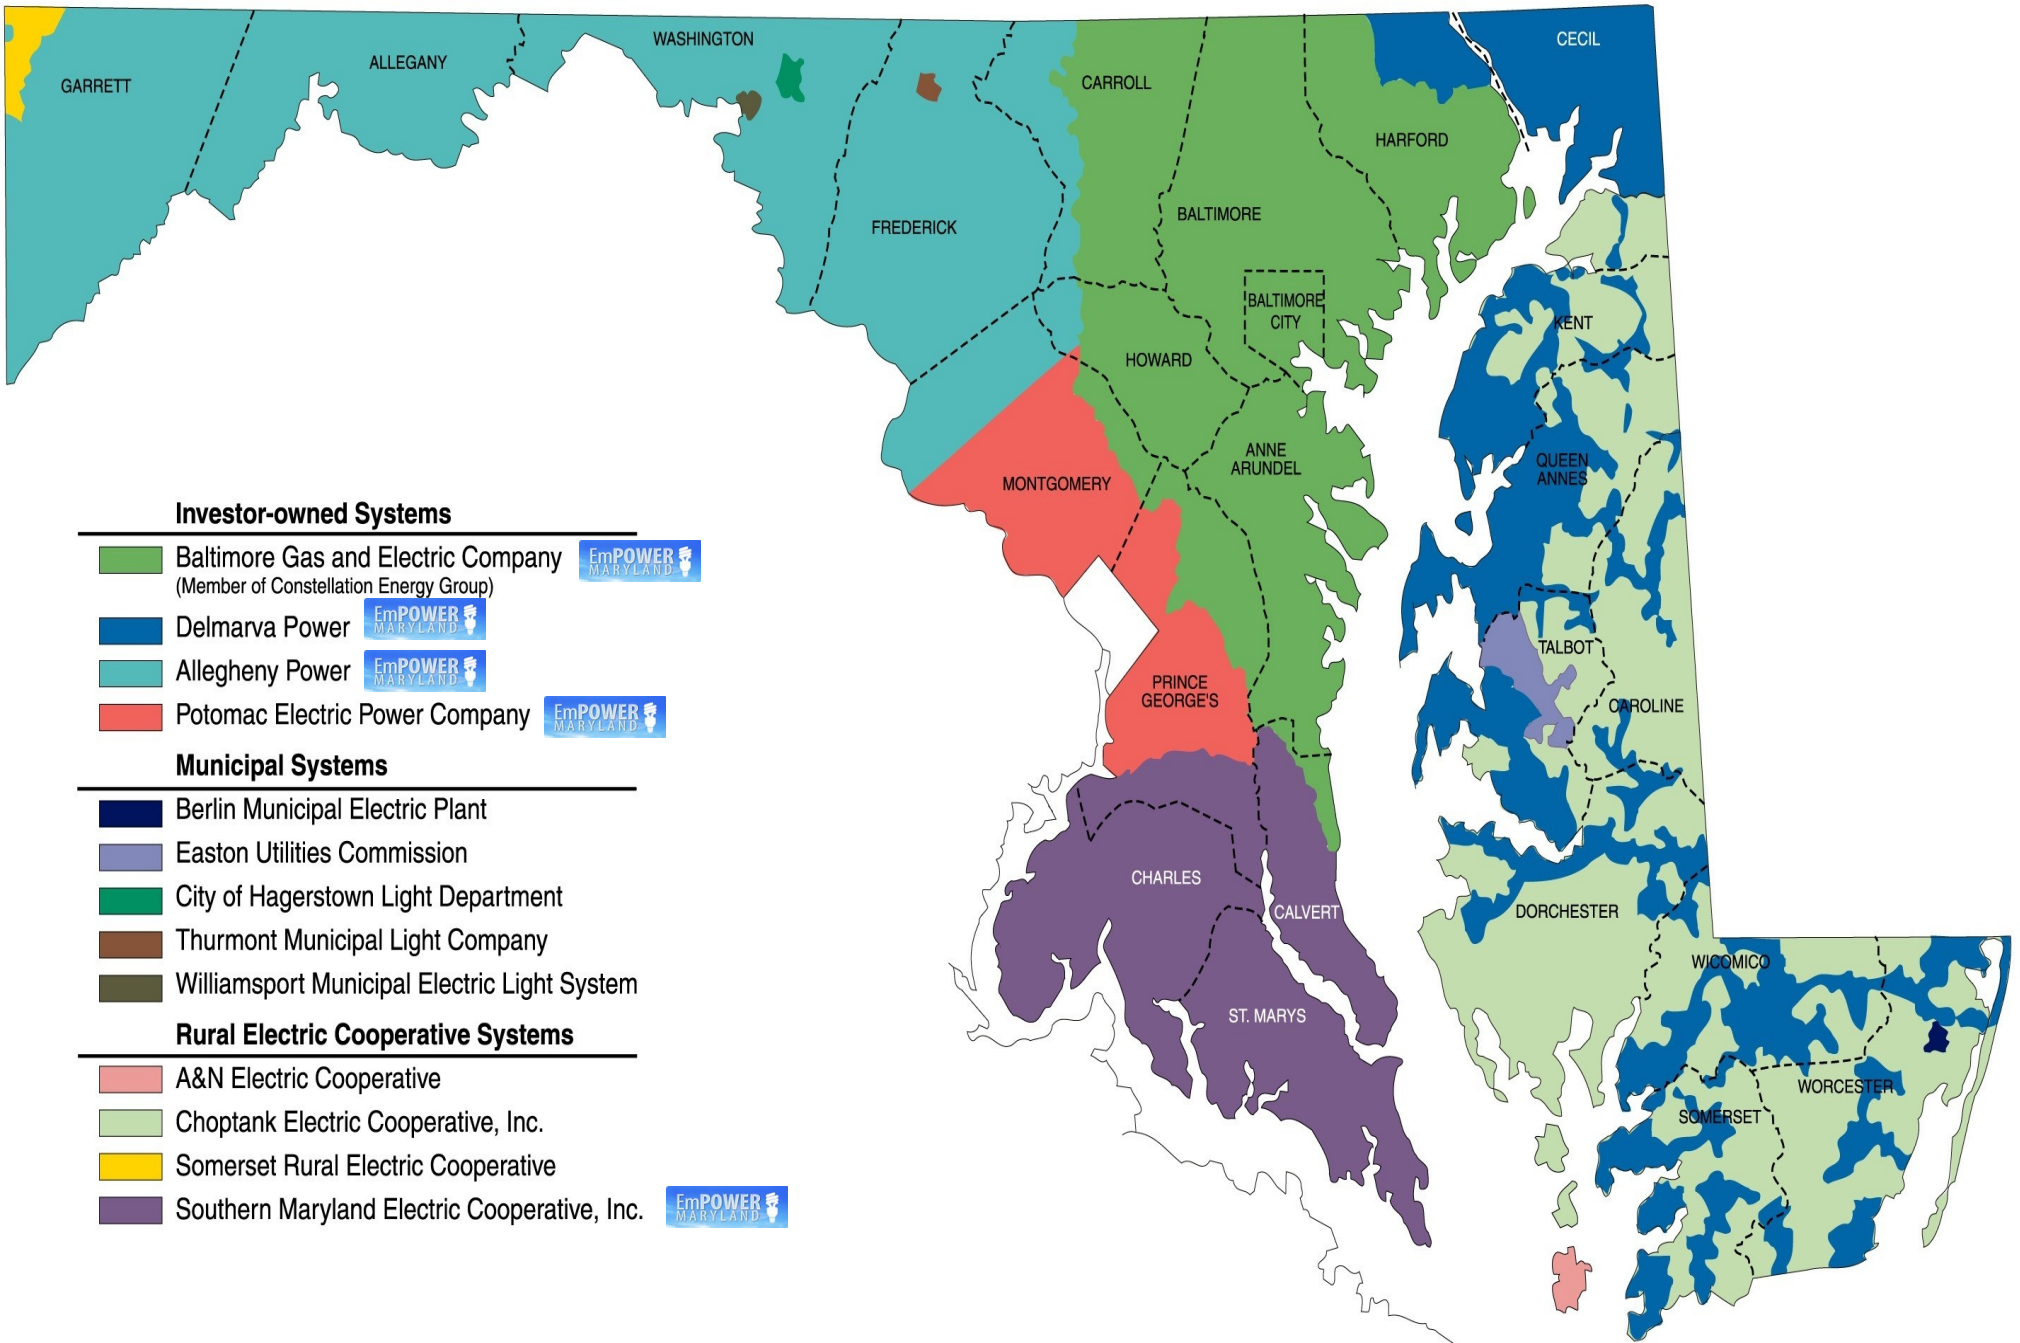 WASHINGTON
CECIL
ALLEGANY
GARRETT
CARROLL
HARFORD
BALTIMORE
FREDERICK
BALTIMORE
CITY
KENT
HOWARD
ANNE
ARUNDEL
QUEEN
ANNES
MONTGOMERY
TALBOT
PRINCE
GEORGE'S
CAROLINE
CHARLES
CALVERT
DORCHESTER
WICOMICO
ST. MARYS
WORCESTER
SOMERSET
Investor-owned Systems
Baltimore Gas and Electric Company
EmPOWER
MARYLAND
(Member of Constellation Energy Group)
Delmarva Power
EmPOWER
MARYLAND
Allegheny Power
EmPOWER
MARYLAND
Potomac Electric Power Company
EmPOWER
MARYLAND
Municipal Systems
Berlin Municipal Electric Plant
Easton Utilities Commission
City of Hagerstown Light Department
Thurmont Municipal Light Company
Williamsport Municipal Electric Light System
Rural Electric Cooperative Systems
A&N Electric Cooperative
Choptank Electric Cooperative, Inc.
Somerset Rural Electric Cooperative
Southern Maryland Electric Cooperative, Inc.
EmPOWER
MARYLAND